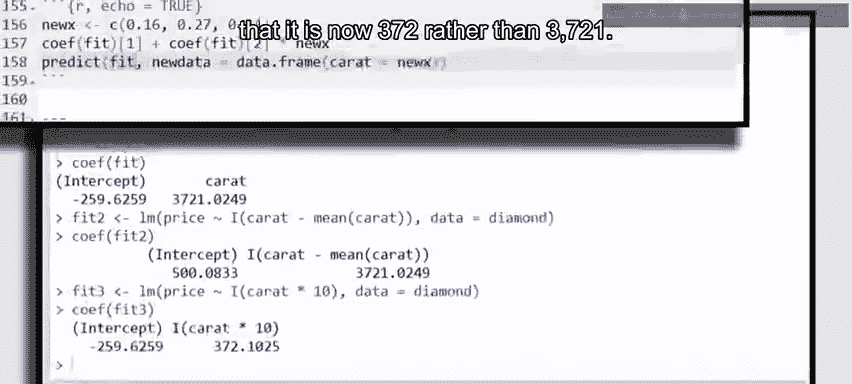 155. ```{r, echo = TRUE}
156 newx <- c(0.16, 0.27,
that it is now 372 rather than 3,721.
157 coef(fit)[1] + coef(fit)[2] * newx
158 predict(fit, newdata = data.frame(carat = newx))
159. ```
160
161. ---
> coef(fit)
(Intercept) carat
-259.6259 3721.0249
> fit2 <- lm(price ~ I(carat - mean(carat)), data = diamond)
> coef(fit2)
(Intercept) I(carat - mean(carat))
500.0833 3721.0249
> fit3 <- lm(price ~ I(carat * 10), data = diamond)
> coef(fit3)
(Intercept) I(carat * 10)
-259.6259 372.1025
>